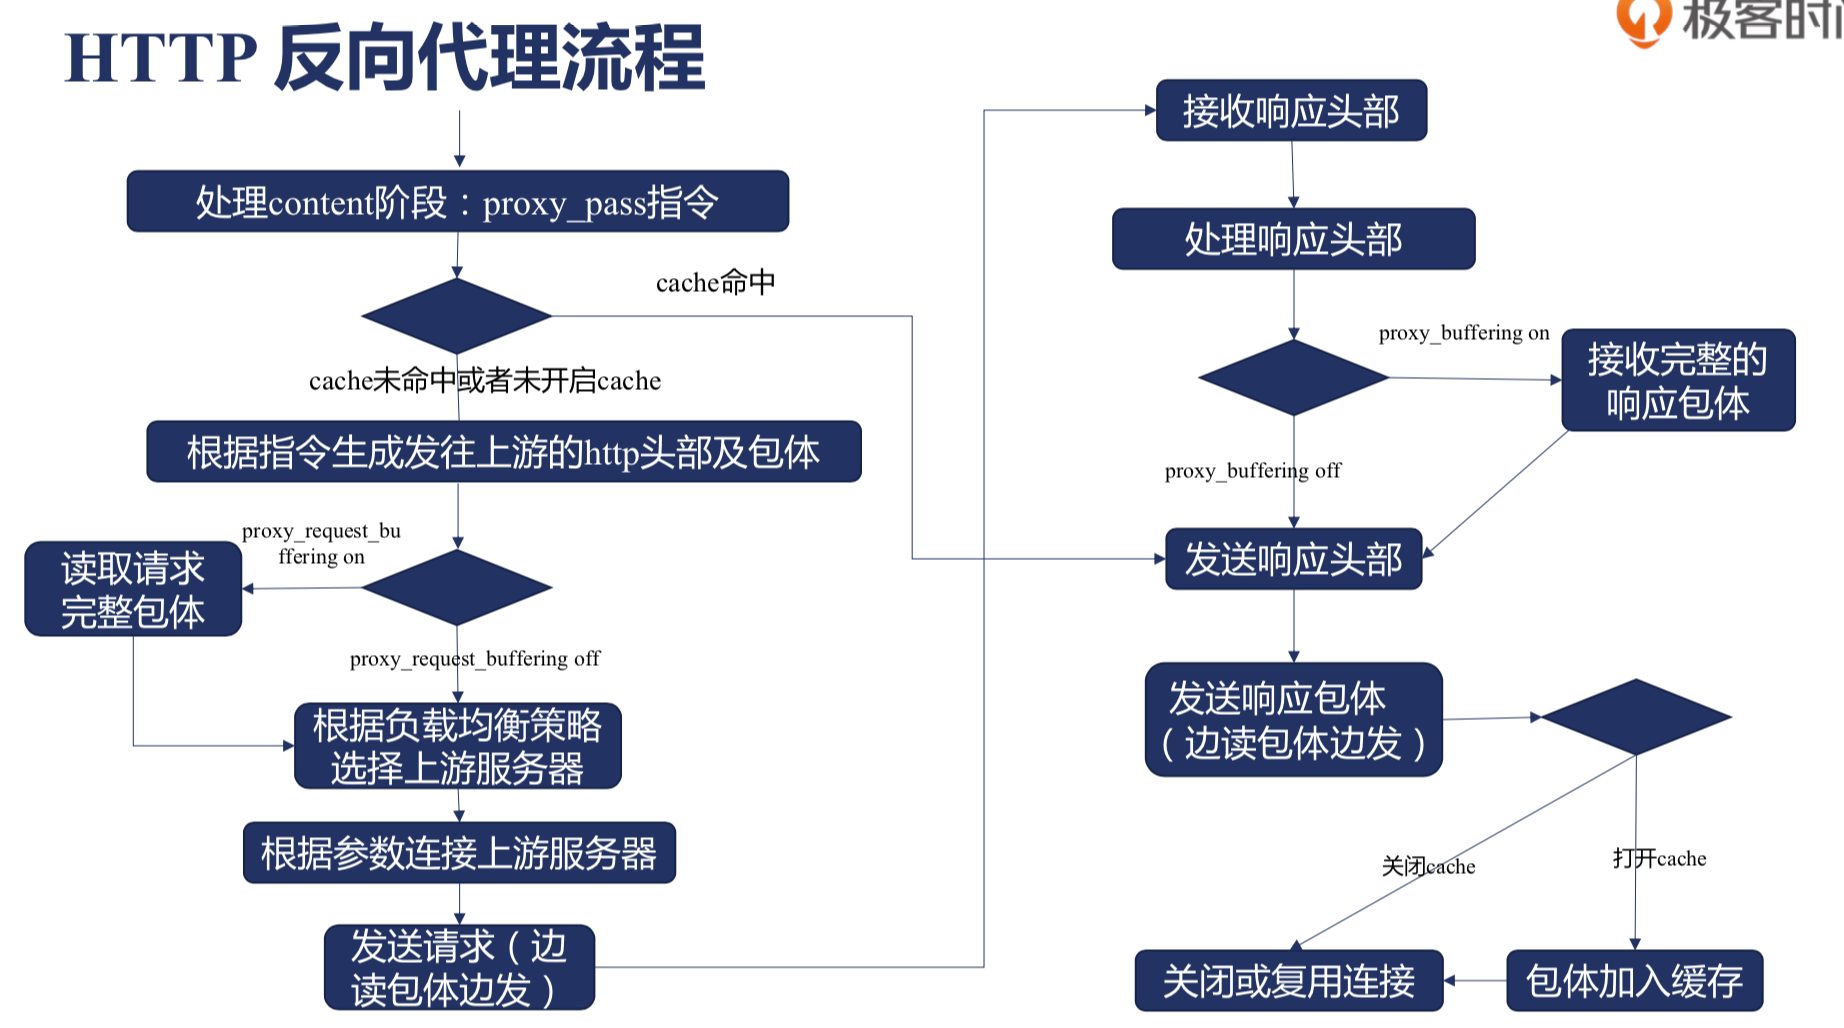 HTTP 反向代理流程
极客时间
处理content阶段：proxy_pass指令
cache命中
cache未命中或者未开启cache
根据指令生成发往上游的http头部及包体
proxy_request_bu
ffering on
读取请求
完整包体
proxy_request_buffering off
根据负载均衡策略
选择上游服务器
根据参数连接上游服务器
发送请求（边
读包体边发）
接收响应头部
处理响应头部
proxy_buffering on
接收完整的
响应包体
proxy_buffering off
发送响应头部
发送响应包体
（边读包体边发）
关闭cache
打开cache
关闭或复用连接
包体加入缓存